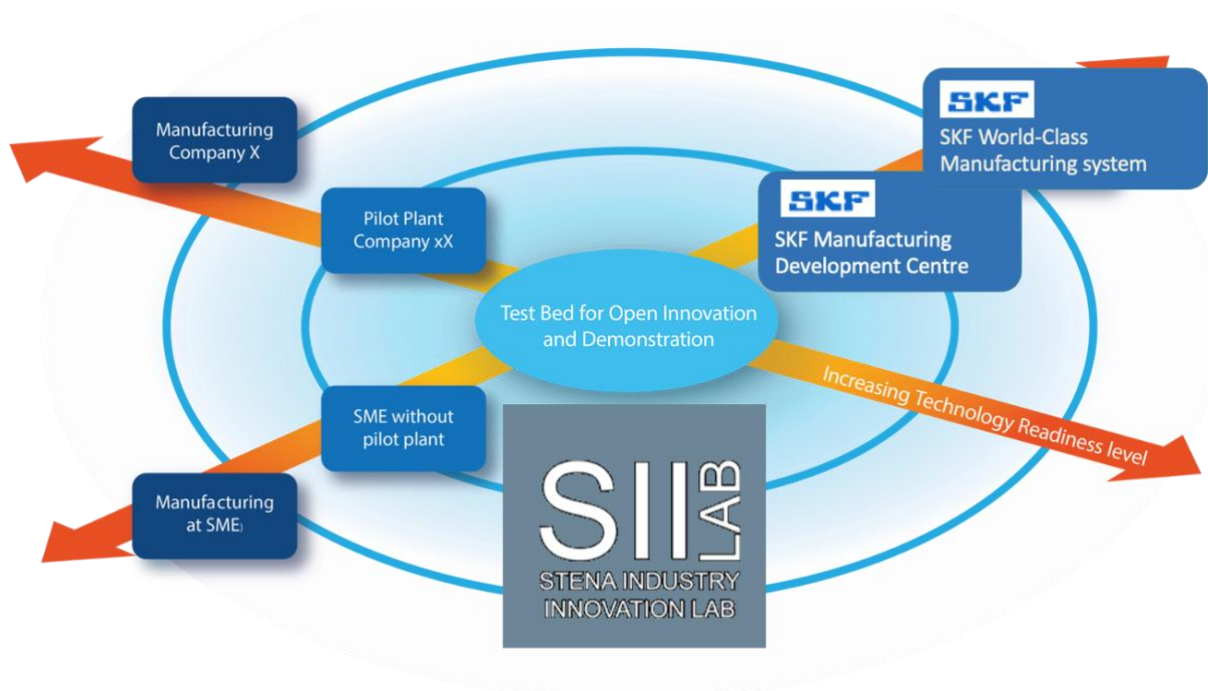 Manufacturing
Company X
Pilot Plant
Company xX
SKF
SKF World-Class
Manufacturing system
SKF
SKF Manufacturing
Development Centre
Test Bed for Open Innovation
and Demonstration
Increasing Technology Readiness level
SME without
pilot plant
Manufacturing
at SME)
SII LAB
STENA INDUSTRY
INNOVATION LAB